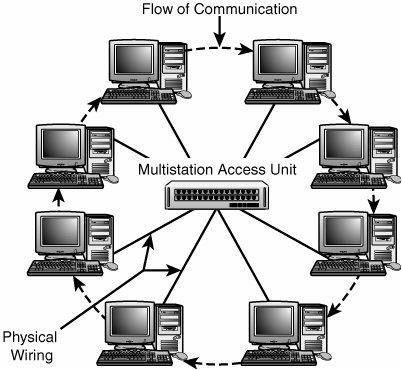 Flow of Communication
Multistation Access Unit
Physical
Wiring